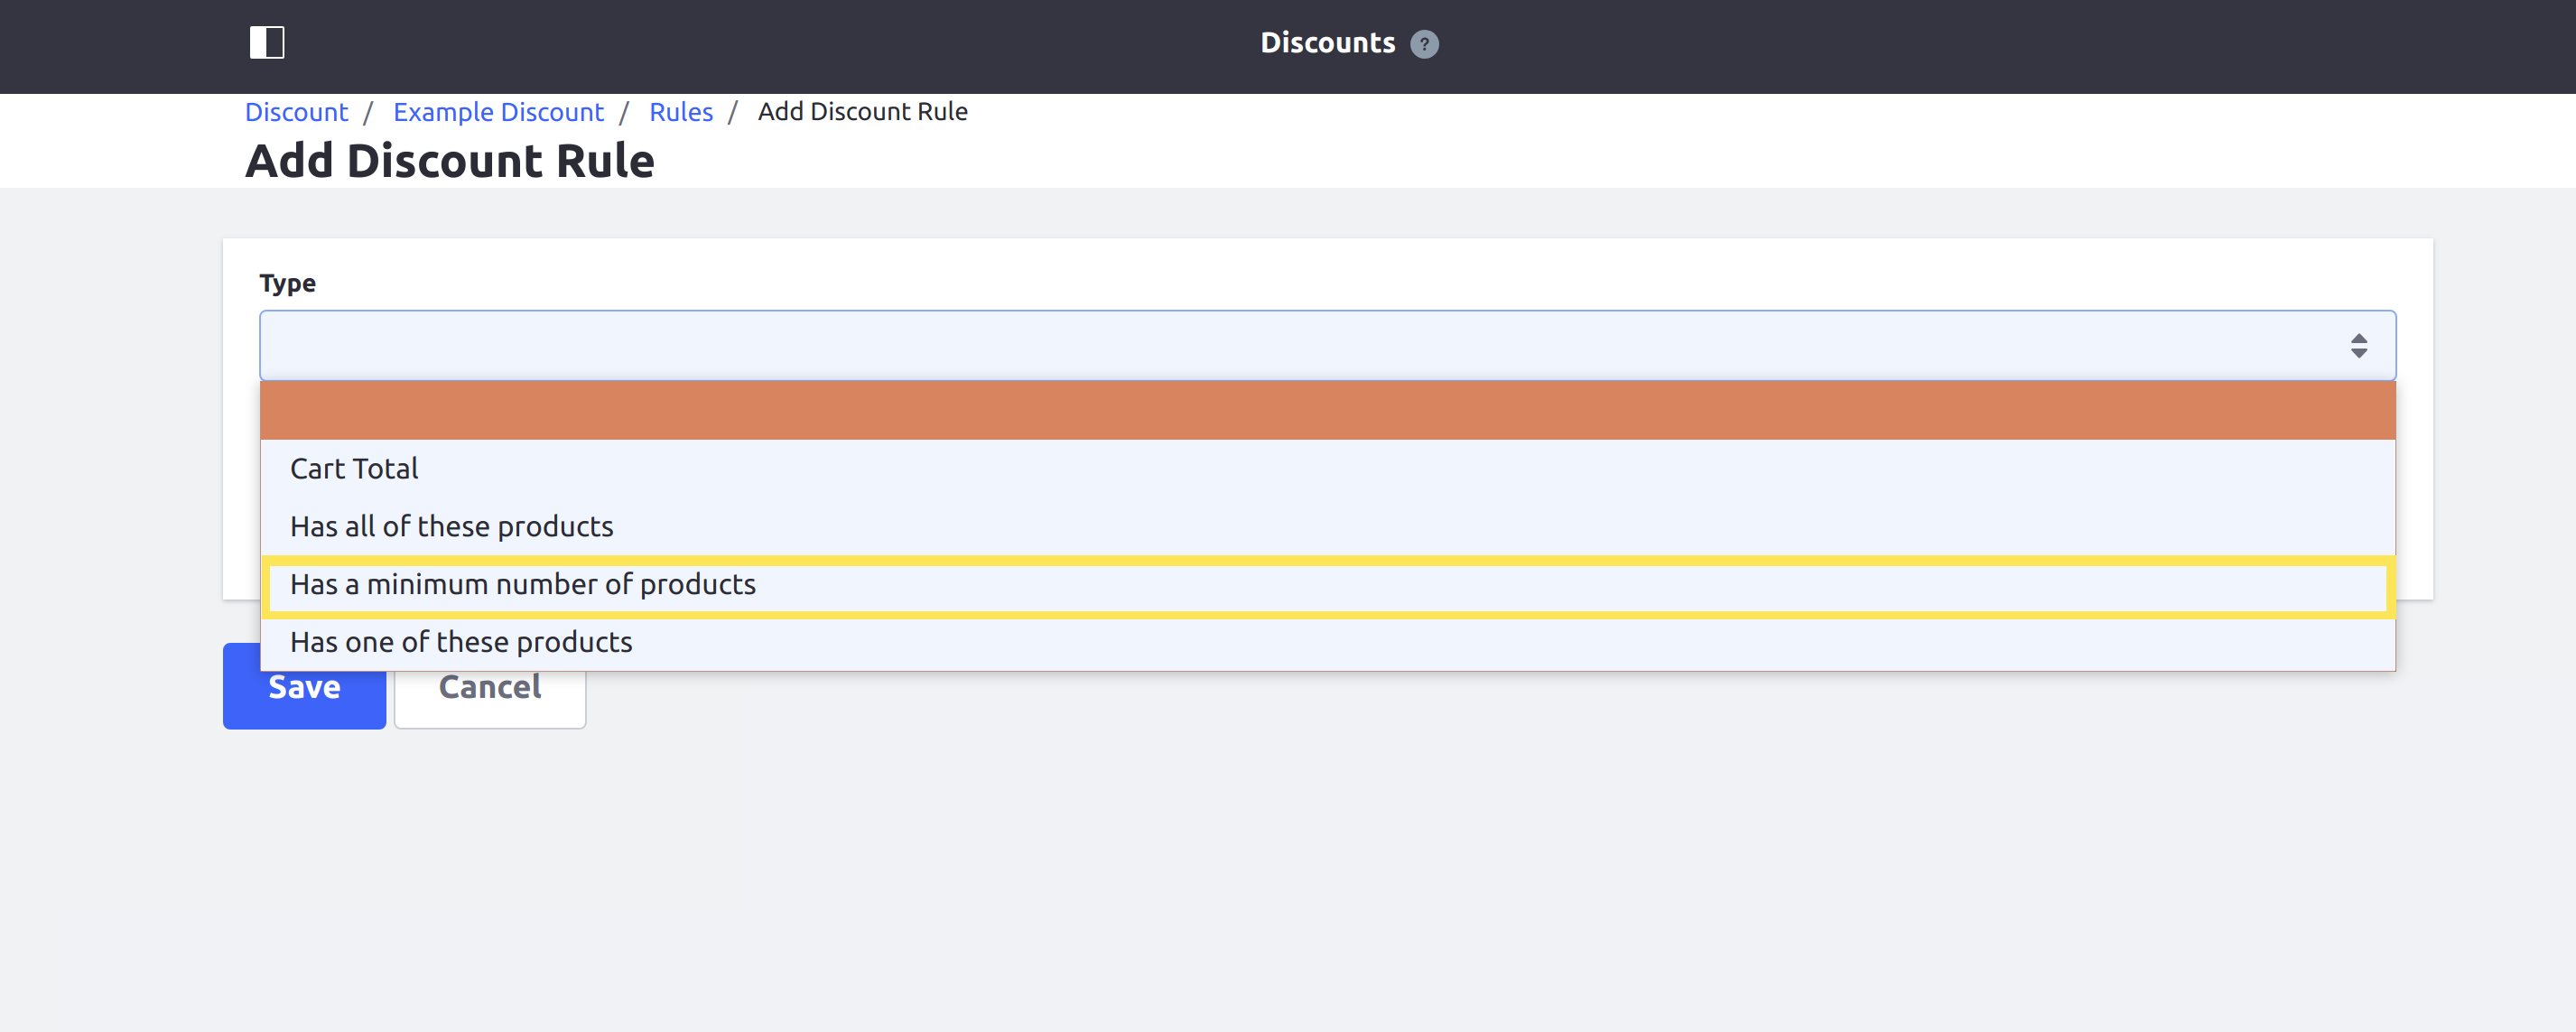 Discounts ?
Discount / Example Discount / Rules / Add Discount Rule
Add Discount Rule
Type
Cart Total
Has all of these products
Has a minimum number of products
Has one of these products
Save Cancel